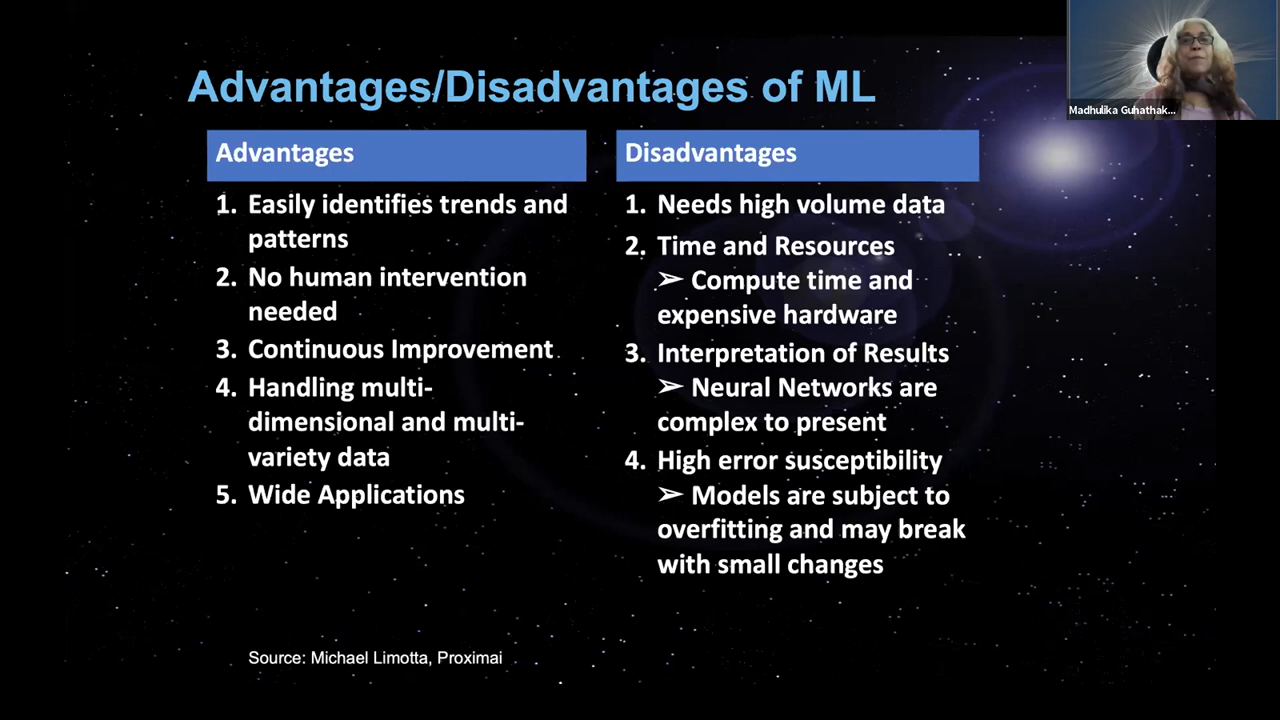 Advantages/Disadvantages of ML
Madhulika Guhathak...
Advantages
1. Easily identifies trends and
patterns
2. No human intervention
needed
3. Continuous Improvement
4. Handling multi-
dimensional and multi-
variety data
5. Wide Applications
Disadvantages
1. Needs high volume data
2. Time and Resources
➢ Compute time and
expensive hardware
3. Interpretation of Results
➢ Neural Networks are
complex to present
4. High error susceptibility
➢ Models are subject to
overfitting and may break
with small changes
Source: Michael Limotta, Proximai